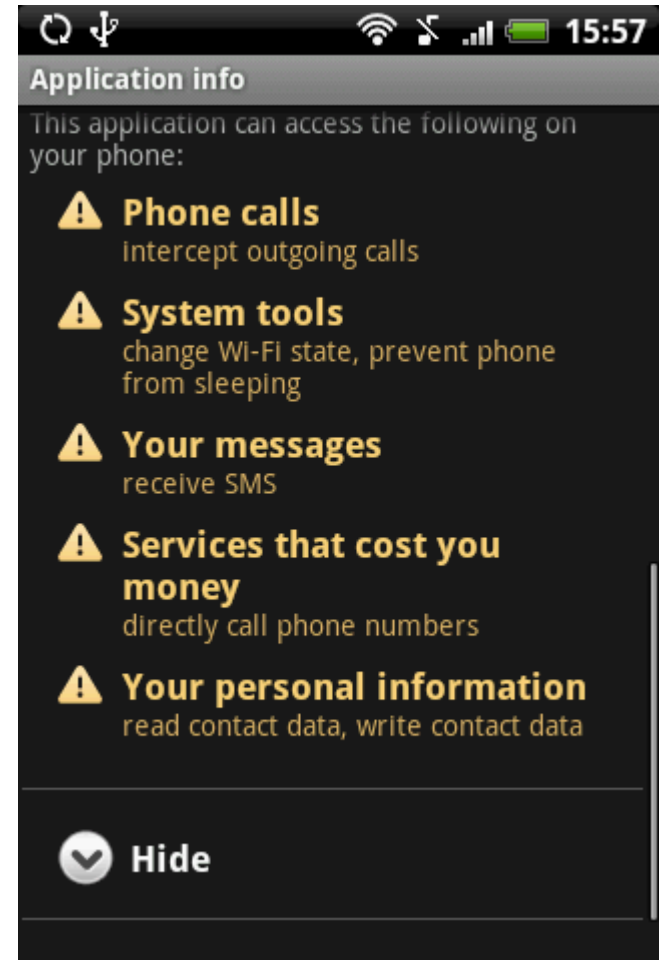 15:57
Application info
This application can access the following on
your phone:
Phone calls
intercept outgoing calls
System tools
change Wi-Fi state, prevent phone
from sleeping
Your messages
receive SMS
Services that cost you
money
directly call phone numbers
Your personal information
read contact data, write contact data
Hide